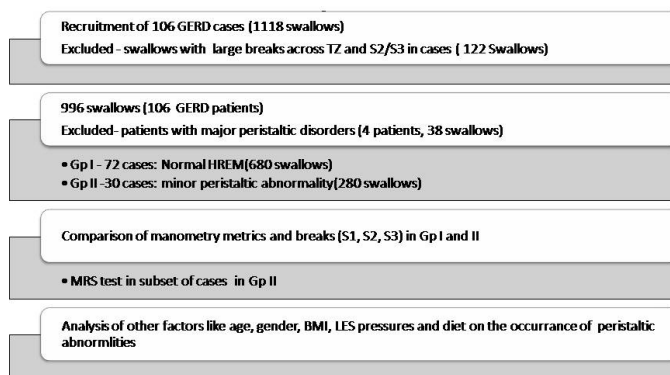 Recruitment of 106 GERD cases (1118 swallows)
Excluded - swallows with large breaks across TZ and S2/S3 in cases ( 122 Swallows)
996 swallows (106 GERD patients)
Excluded- patients with major peristaltic disorders (4 patients, 38 swallows)
• Gp I - 72 cases: Normal HREM(680 swallows)
• Gp II -30 cases: minor peristaltic abnormality(280 swallows)
Comparison of manometry metrics and breaks (S1, S2, S3) in Gp I and II
• MRS test in subset of cases in Gp II
Analysis of other factors like age, gender, BMI, LES pressures and diet on the occurrance of peristaltic
abnormlities